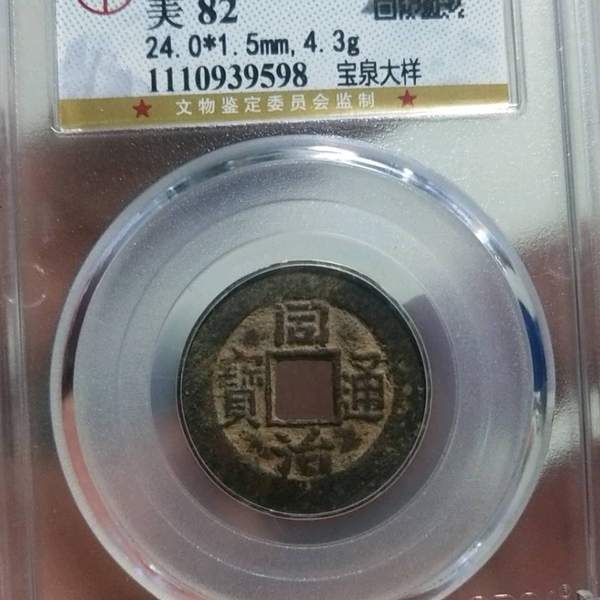 美 82
24.0*1.5mm, 4.3g
1110939598 宝泉大样
文物鉴定委员会监制
同治通寶